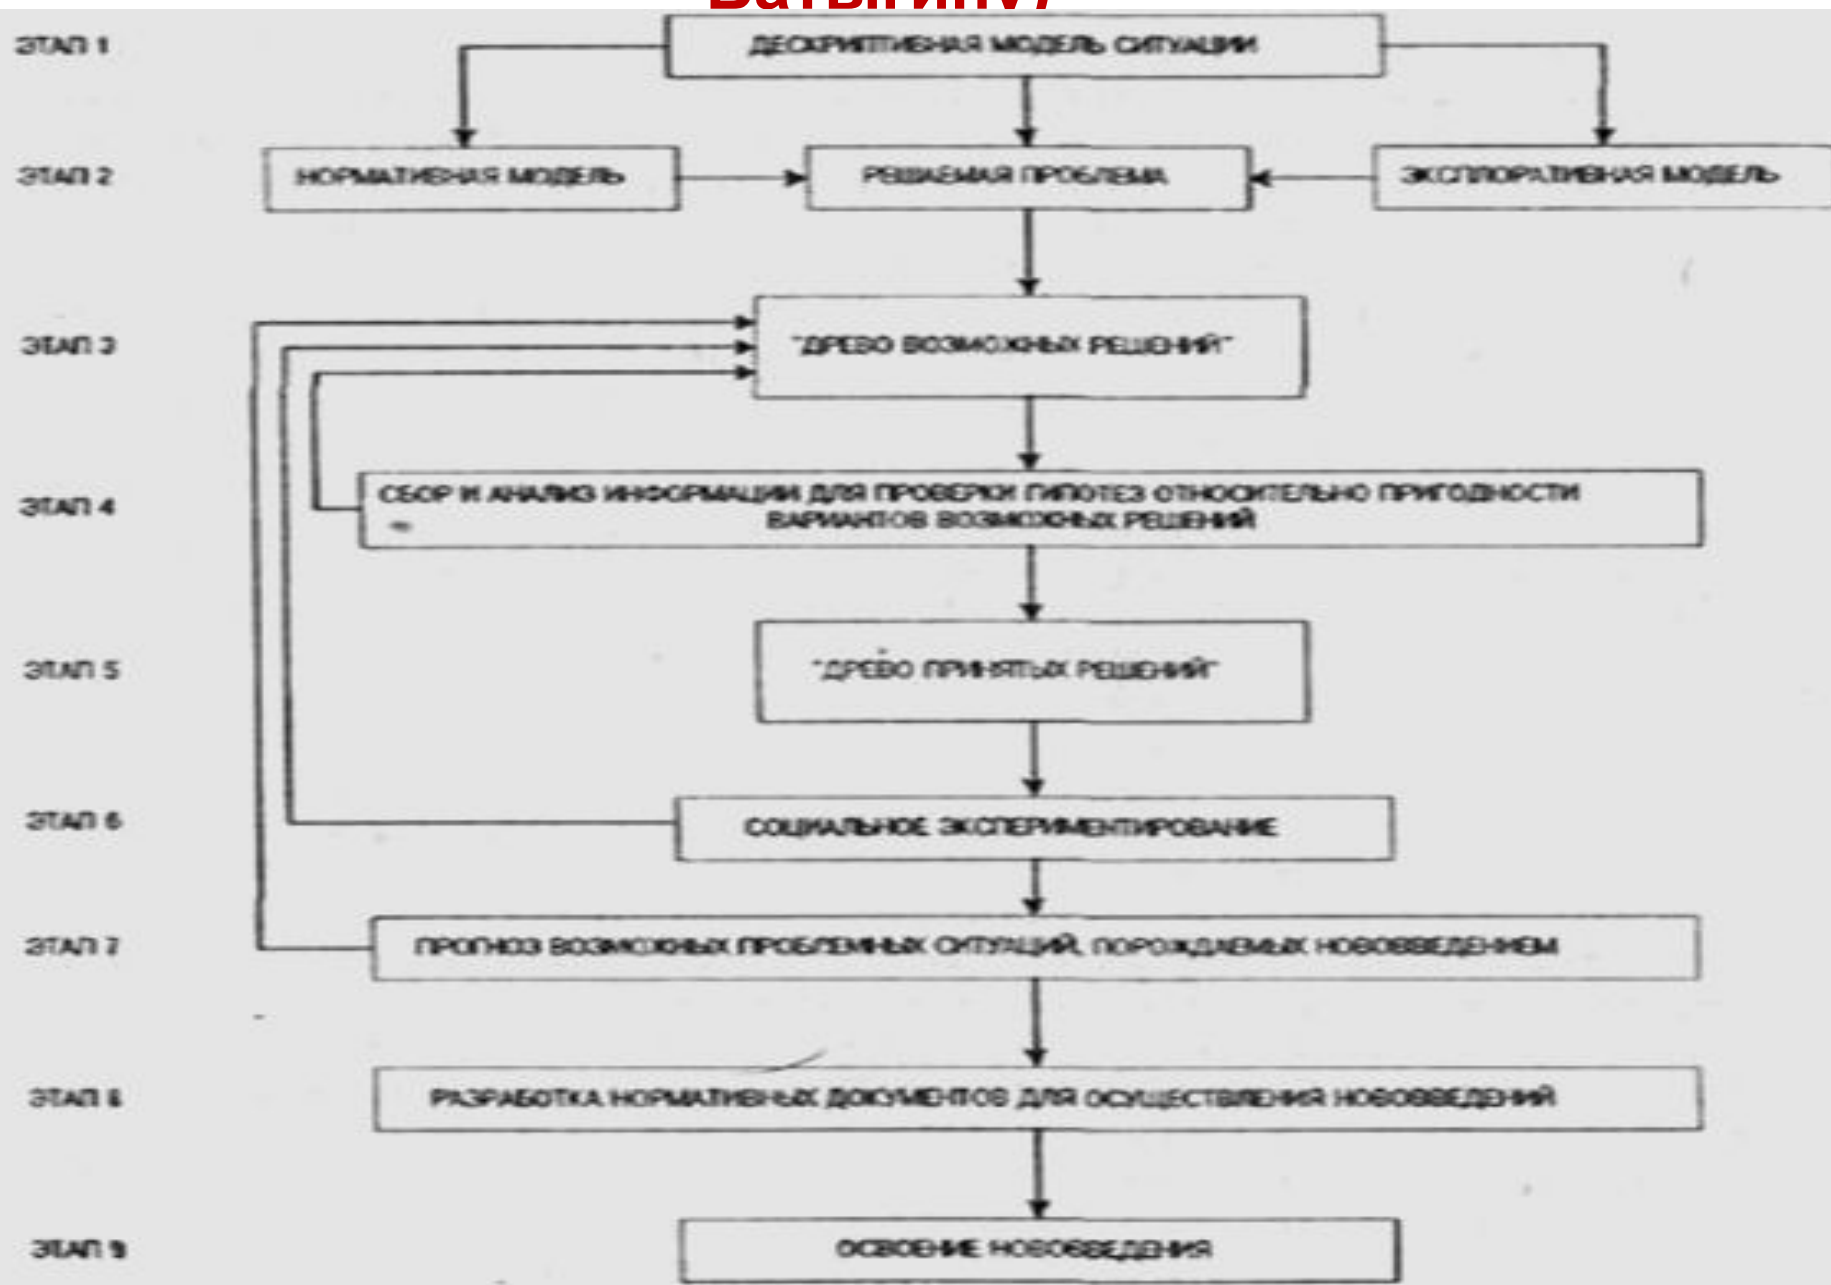 Батыгину)
ЭТАП 1
ДЕСКРИПТИВНАЯ МОДЕЛЬ СИТУАЦИИ
ЭТАП 2
НОРМАТИВНАЯ МОДЕЛЬ
РЕШАЕМАЯ ПРОБЛЕМА
ЭКСПЛОРАТИВНАЯ МОДЕЛЬ
ЭТАП 3
"ДРЕВО ВОЗМОЖНЫХ РЕШЕНИЙ"
ЭТАП 4
СБОР И АНАЛИЗ ИНФОРМАЦИИ ДЛЯ ПРОВЕРКИ ГИПОТЕЗ ОТНОСИТЕЛЬНО ПРИГОДНОСТИ
ВАРИАНТОВ ВОЗМОЖНЫХ РЕШЕНИЙ
ЭТАП 5
"ДРЕВО ПРИНЯТЫХ РЕШЕНИЙ"
ЭТАП 6
СОЦИАЛЬНОЕ ЭКСПЕРИМЕНТИРОВАНИЕ
ЭТАП 7
ПРОГНОЗ ВОЗМОЖНЫХ ПРОБЛЕМНЫХ СИТУАЦИЙ, ПОРОЖДАЕМЫХ НОВОВВЕДЕНИЕМ
ЭТАП 8
РАЗРАБОТКА НОРМАТИВНЫХ ДОКУМЕНТОВ ДЛЯ ОСУЩЕСТВЛЕНИЯ НОВОВВЕДЕНИЙ
ЭТАП 9
ОСВОЕНИЕ НОВОВВЕДЕНИЯ